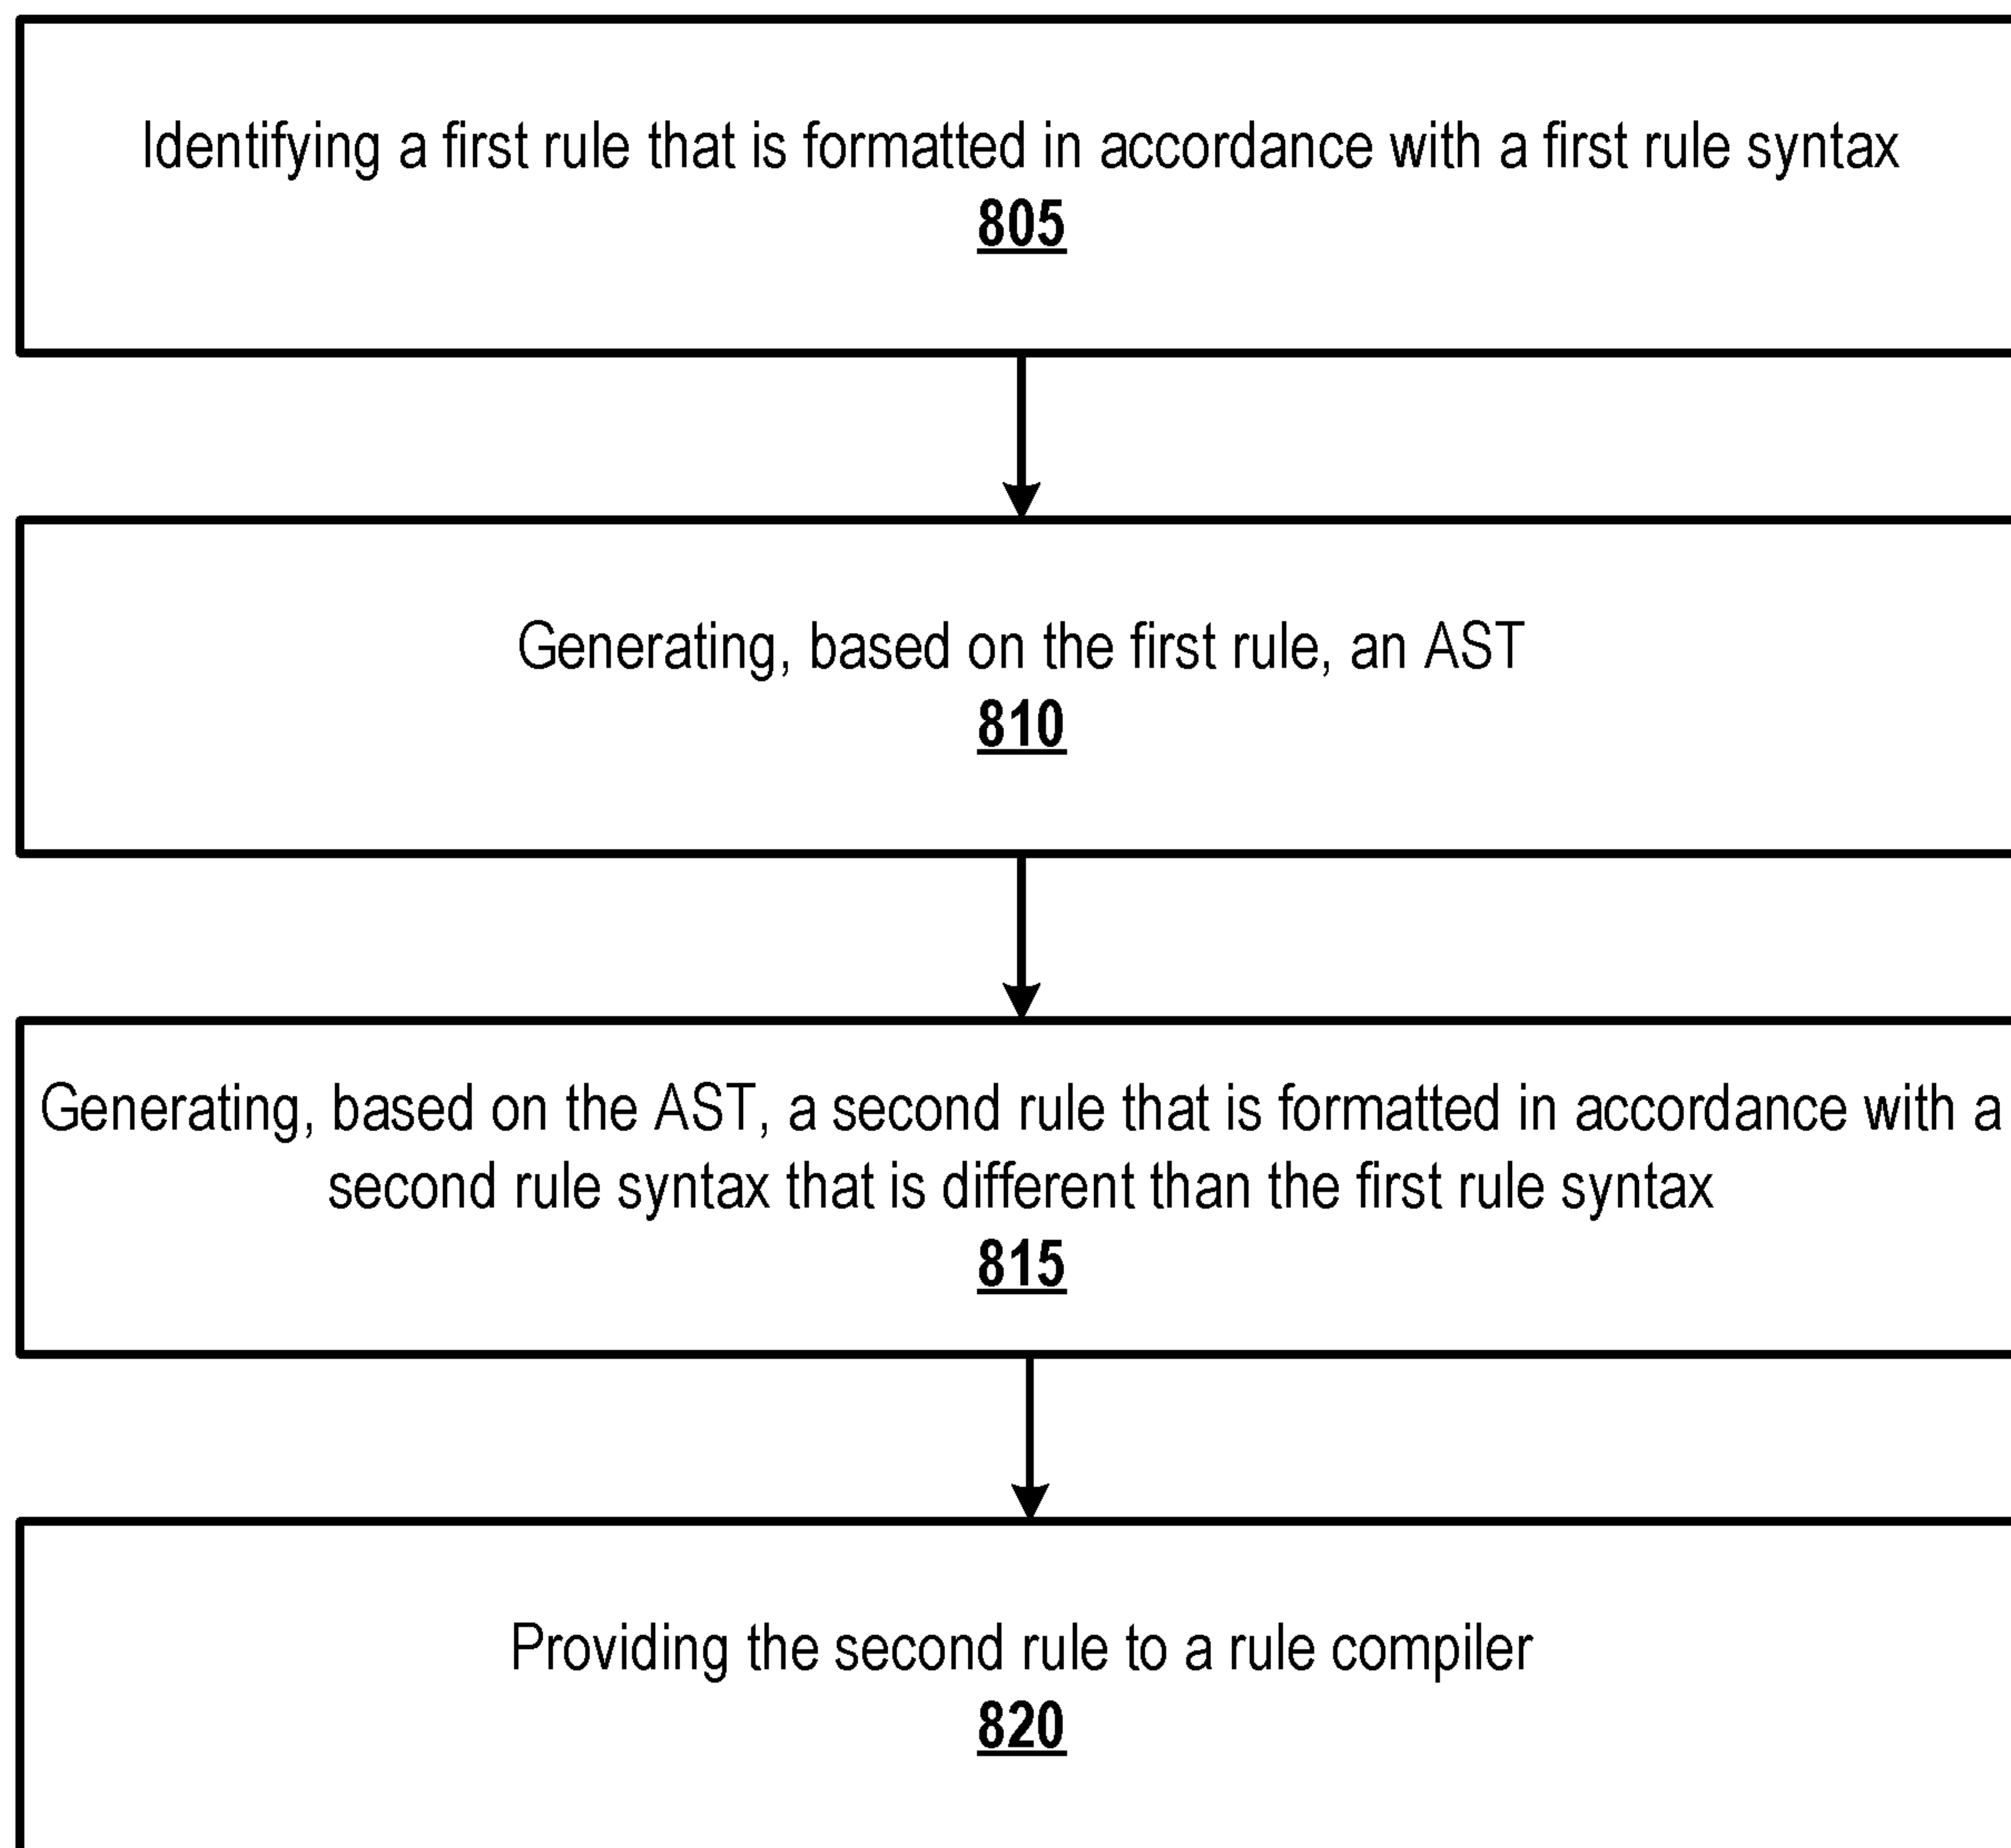 Identifying a first rule that is formatted in accordance with a first rule syntax
805
Generating, based on the first rule, an AST
810
Generating, based on the AST, a second rule that is formatted in accordance with a
second rule syntax that is different than the first rule syntax
815
Providing the second rule to a rule compiler
820